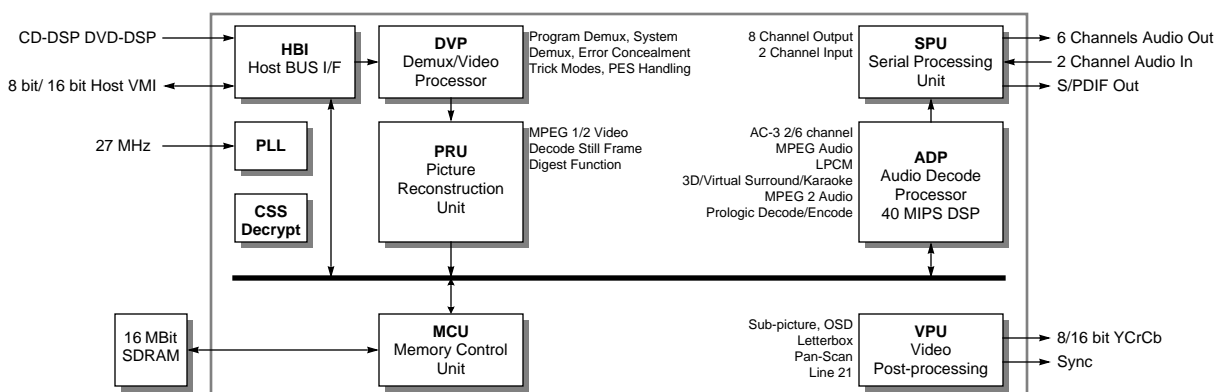 CD-DSP DVD-DSP
8 bit/ 16 bit Host VMI
27 MHz
HBI
Host BUS I/F
PLL
CSS
Decrypt
DVP
Demux/Video
Processor
Program Demux, System
Demux, Error Concealment
Trick Modes, PES Handling
PRU
Picture
Reconstruction
Unit
MPEG 1/2 Video
Decode Still Frame
Digest Function
8 Channel Output
2 Channel Input
SPU
Serial Processing
Unit
6 Channels Audio Out
2 Channel Audio In
S/PDIF Out
AC-3 2/6 channel
MPEG Audio
LPCM
3D/Virtual Surround/Karaoke
MPEG 2 Audio
Prologic Decode/Encode
ADP
Audio Decode
Processor
40 MIPS DSP
16 MBit
SDRAM
MCU
Memory Control
Unit
Sub-picture, OSD
Letterbox
Pan-Scan
Line 21
VPU
Video
Post-processing
8/16 bit YCrCb
Sync